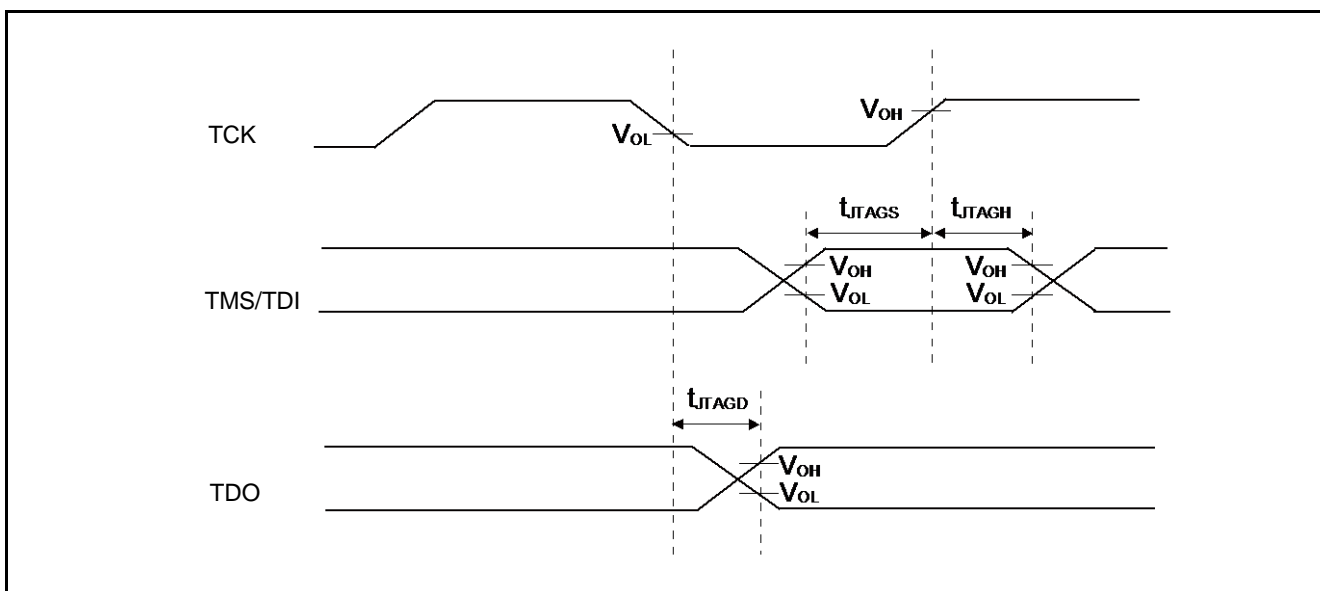 TCK
VOL
VOH
tJTAGS
tJTAGH
TMS/TDI
VOH
VOL
VOH
VOL
tJTAGD
TDO
VOH
VOL